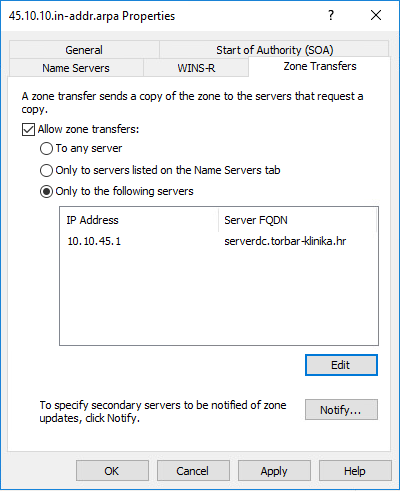 45.10.10.in-addr.arpa Properties
General
Start of Authority (SOA)
Name Servers
WINS-R
Zone Transfers
A zone transfer sends a copy of the zone to the servers that request a
copy.
Allow zone transfers:
To any server
Only to servers listed on the Name Servers tab
Only to the following servers
IP Address
Server FQDN
10.10.45.1
serverdc.torbar-klinika.hr
Edit
To specify secondary servers to be notified of zone
updates, click Notify.
Notify...
OK
Cancel
Apply
Help